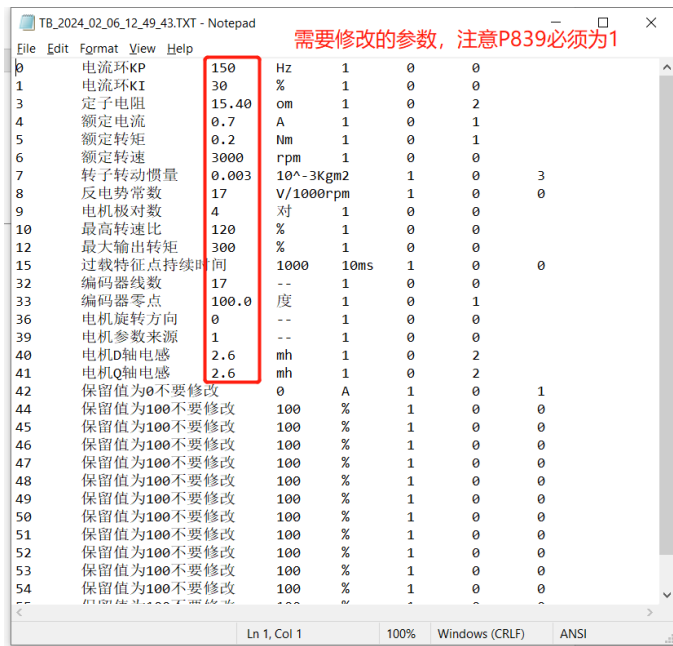 TB_2024_02_06_12_49_43.TXT - Notepad
需要修改的参数，注意P839必须为1
File Edit Format View Help
0 电流环KP 150 Hz 1 0 0
1 电流环KI 30 % 1 0 0
3 定子电阻 15.40 om 1 0 2
4 额定电流 0.7 A 1 0 1
5 额定转矩 0.2 Nm 1 0 1
6 额定转速 3000 rpm 1 0 0
7 转子转动惯量 0.003 10^-3Kgm2 1 0 3
8 反电势常数 17 V/1000rpm 1 0 0
9 电机极对数 4 对 1 0 0
10 最高转速比 120 % 1 0 0
12 最大输出转矩 300 % 1 0 0
15 过载特征点持续时间 1000 10ms 1 0 0
32 编码器线数 17 -- 1 0 0
33 编码器零点 100.0 度 1 0 1
36 电机旋转方向 0 -- 1 0 0
39 电机参数来源 1 -- 1 0 0
40 电机D轴电感 2.6 mh 1 0 2
41 电机Q轴电感 2.6 mh 1 0 2
42 保留值为0不要修改 0 A 1 0 1
44 保留值为100不要修改 100 % 1 0 0
45 保留值为100不要修改 100 % 1 0 0
46 保留值为100不要修改 100 % 1 0 0
47 保留值为100不要修改 100 % 1 0 0
48 保留值为100不要修改 100 % 1 0 0
49 保留值为100不要修改 100 % 1 0 0
50 保留值为100不要修改 100 % 1 0 0
51 保留值为100不要修改 100 % 1 0 0
52 保留值为100不要修改 100 % 1 0 0
53 保留值为100不要修改 100 % 1 0 0
54 保留值为100不要修改 100 % 1 0 0
Ln 1, Col 1 100% Windows (CRLF) ANSI